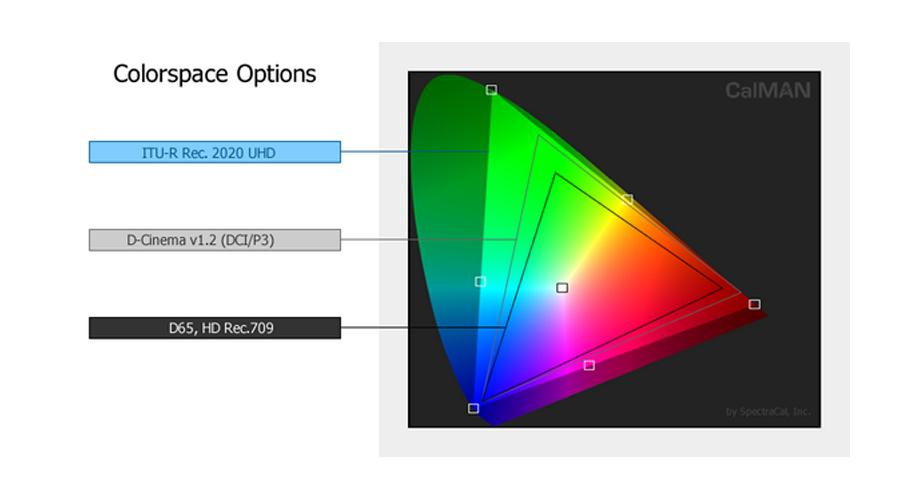 Colorspace Options
CalMAN
ITU-R Rec. 2020 UHD
D-Cinema v1.2 (DCI/P3)
D65, HD Rec.709
by SpectraCal, Inc.